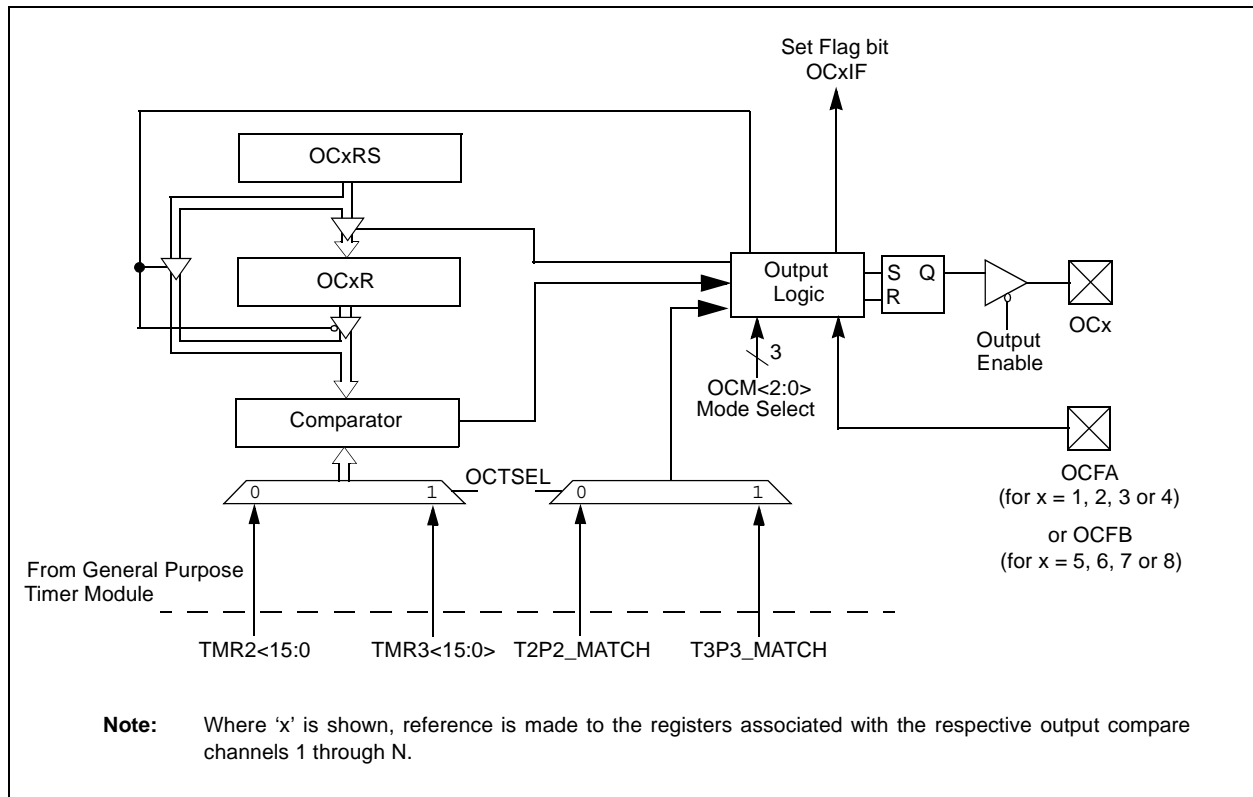 Set Flag bit
OCxIF
OCxRS
OCxR
Output
Logic
S Q
R
OCx
Output
Enable
3
OCM<2:0>
Mode Select
Comparator
OCTSEL
0 1
0 1
OCFA
(for x = 1, 2, 3 or 4)
or OCFB
(for x = 5, 6, 7 or 8)
From General Purpose
Timer Module
TMR2<15:0 TMR3<15:0> T2P2_MATCH T3P3_MATCH
Note: Where ‘x’ is shown, reference is made to the registers associated with the respective output compare
channels 1 through N.